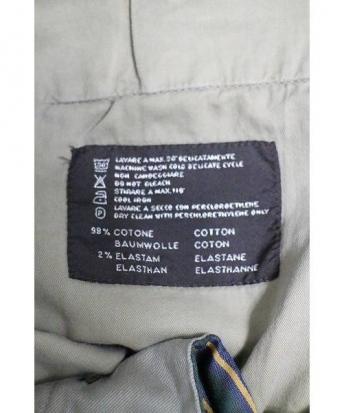 LAVARE A MAX. 30° DELICATAMENTE
MACHINE WASH COLD DELICATE CYCLE
NON CANDEGGIARE
DO NOT BLEACH
STIRARE A MAX. 110°
COOL IRON
LAVARE A SECCO CON PERCLOROETILENE
DRY CLEAN WITH PERCHLORETHYLENE ONLY
98% COTONE COTTON
BAUMWOLLE COTON
2% ELASTAM ELASTANE
ELASTHAN ELASTHANNE